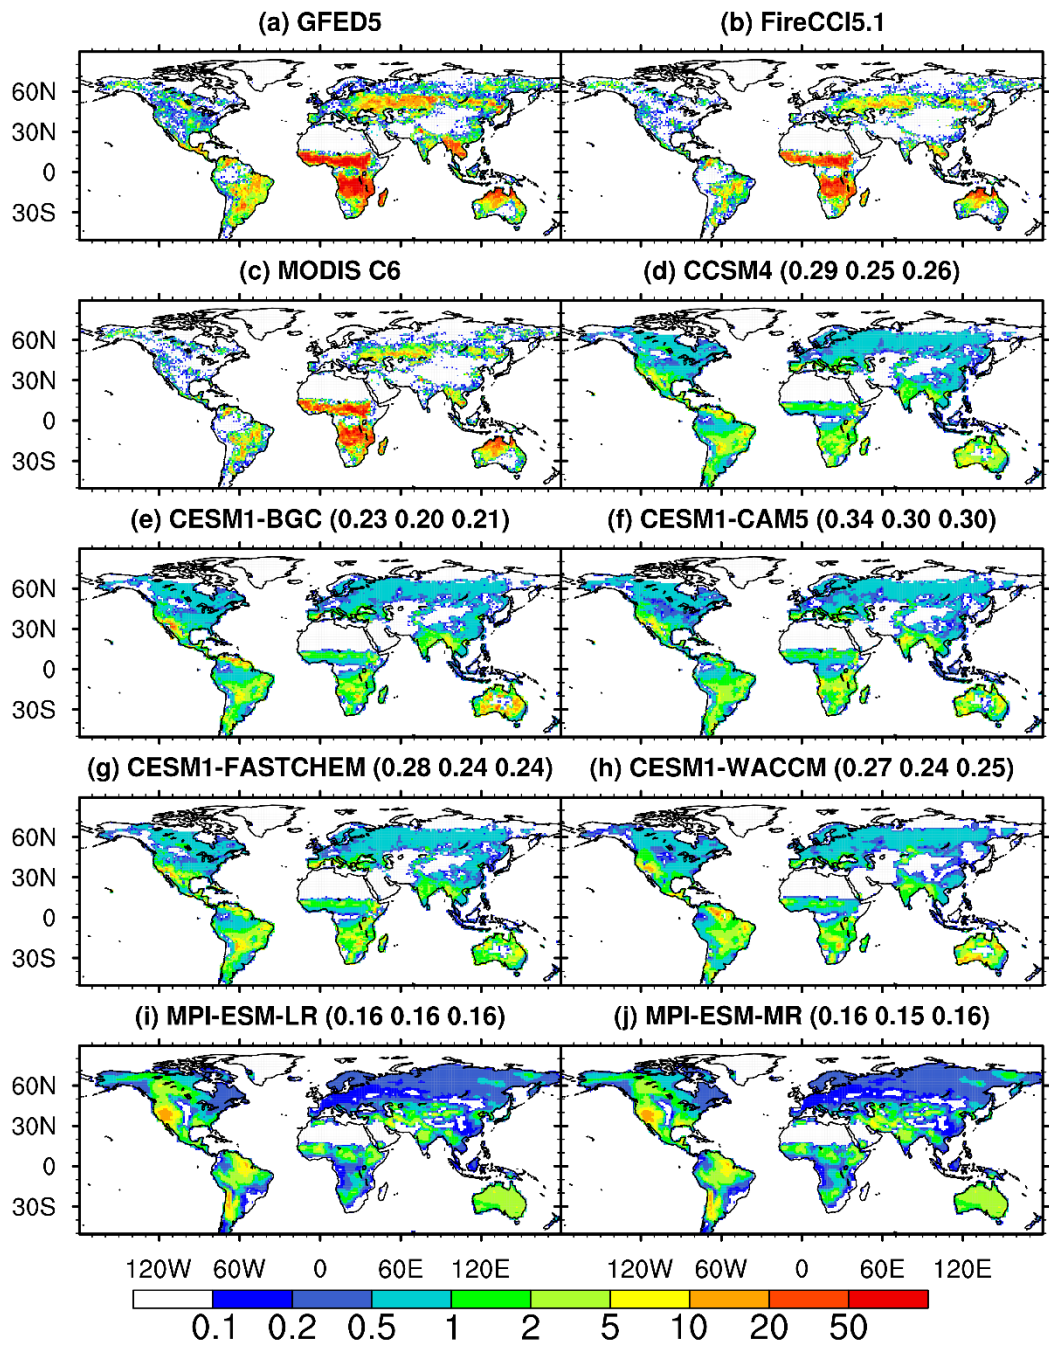 (a) GFED5
(b) FireCCI5.1
60N
30N
0
30S
(c) MODIS C6
(d) CCSM4 (0.29 0.25 0.26)
60N
30N
0
30S
(e) CESM1-BGC (0.23 0.20 0.21)
(f) CESM1-CAM5 (0.34 0.30 0.30)
60N
30N
0
30S
(g) CESM1-FASTCHEM (0.28 0.24 0.24)
(h) CESM1-WACCM (0.27 0.24 0.25)
60N
30N
0
30S
(i) MPI-ESM-LR (0.16 0.16 0.16)
(j) MPI-ESM-MR (0.16 0.15 0.16)
60N
30N
0
30S
120W 60W 0 60E 120E
120W 60W 0 60E 120E
0.1 0.2 0.5 1 2 5 10 20 50